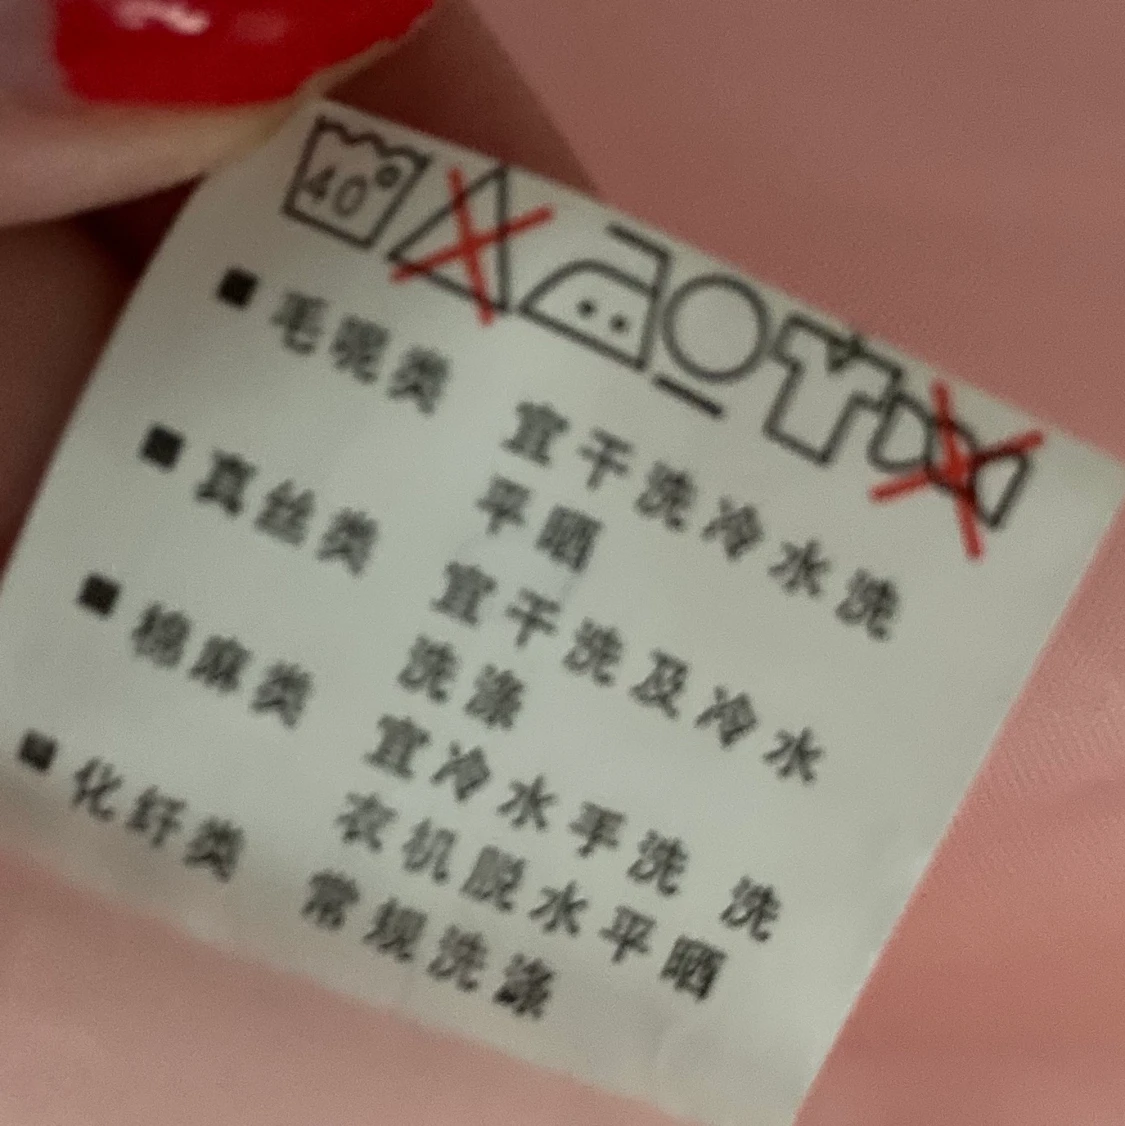 40°
■ 毛呢类 宜干洗冷水洗
平晒
■ 真丝类 宜干洗及冷水
洗涤
■ 棉麻类 宜冷水手洗 洗
衣机脱水平晒
■ 化纤类 常规洗涤